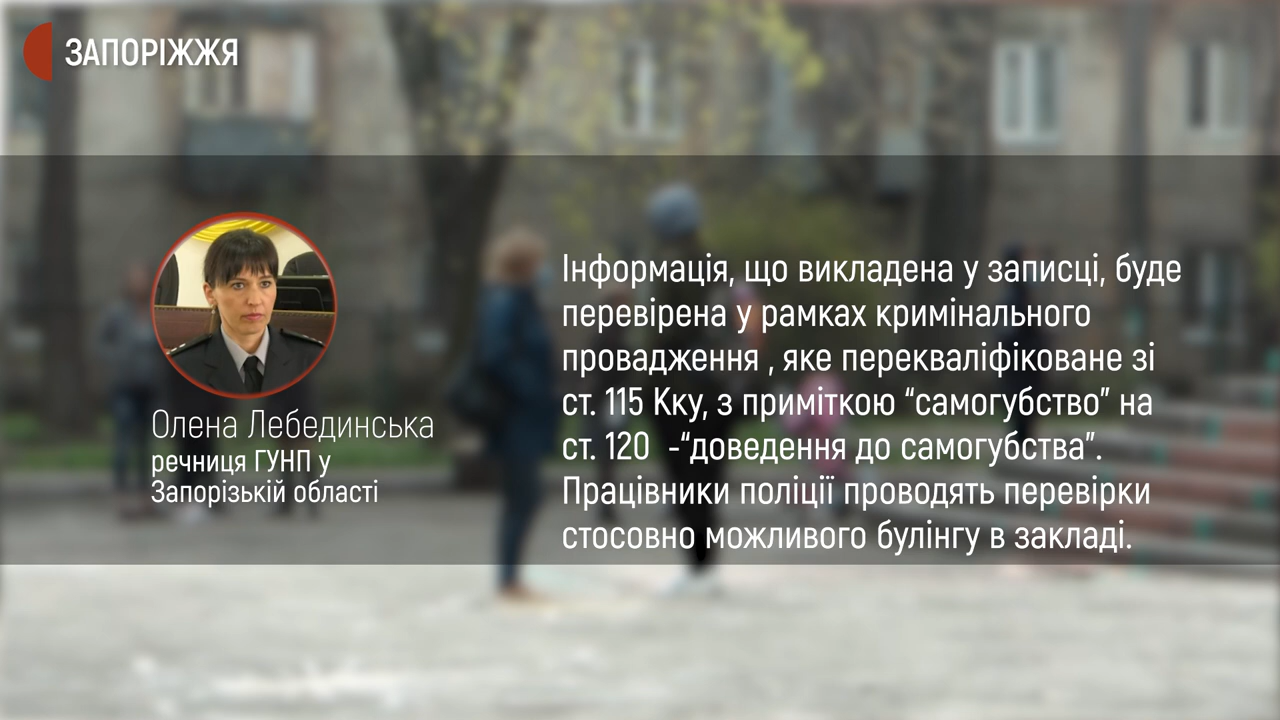 ЗАПОРІЖЖЯ
Олена Лебединська
речниця ГУНП у
Запорізькій області
Інформація, що викладена у записці, буде
перевірена у рамках кримінального
провадження , яке перекваліфіковане зі
ст. 115 Кку, з приміткою “самогубство” на
ст. 120 -“доведення до самогубства”.
Працівники поліції проводять перевірки
стосовно можливого булінгу в закладі.